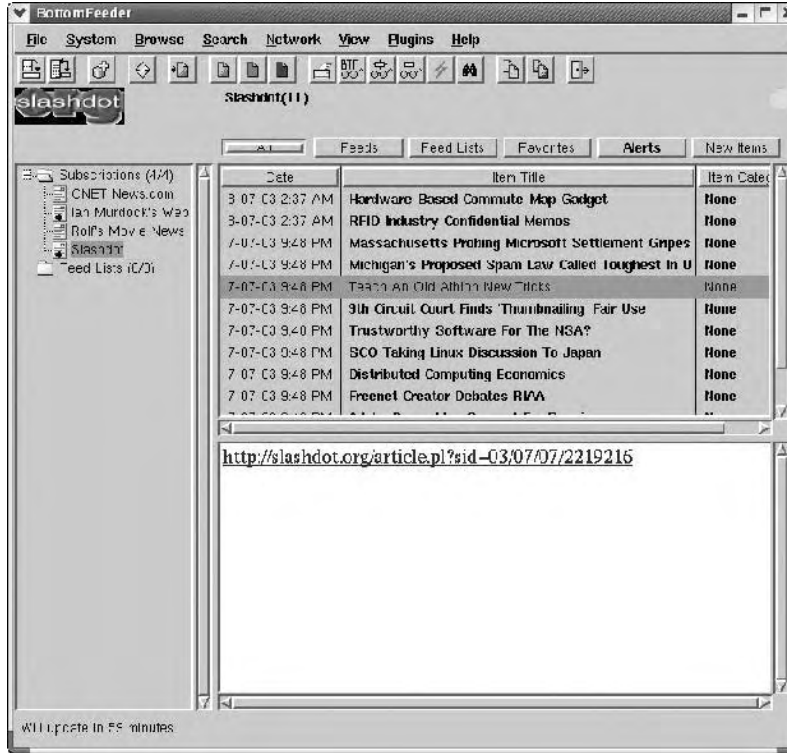 BottomFeeder
File System Browse Search Network View Plugins Help
slashdot
Slashdot(11)
All Feeds Feed Lists Favorites Alerts New Items
Subscriptions (4/4)
CNET News.com
Ian Murdock's Web
Rolf's Movie News
Slashdot
Feed Lists (0/0)
Date Item Title Item Categ
8-07-03 2:37 AM Hardware Based Commute Map Gadget None
8-07-03 2:37 AM RFID Industry Confidential Memos None
7-07-03 9:48 PM Massachusetts Probing Microsoft Settlement Gripes None
7-07-03 9:48 PM Michigan's Proposed Spam Law Called Toughest In U None
7-07-03 9:48 PM Teach An Old Athlon New Tricks None
7-07-03 9:48 PM 9th Circuit Court Finds 'Thumbnailing' Fair Use None
7-07-03 9:48 PM Trustworthy Software For The NSA? None
7-07-03 9:48 PM SCO Taking Linux Discussion To Japan None
7-07-03 9:48 PM Distributed Computing Economics None
7-07-03 9:48 PM Freenet Creator Debates RIAA None
http://slashdot.org/article.pl?sid=03/07/07/2219216
Will update in 59 minutes